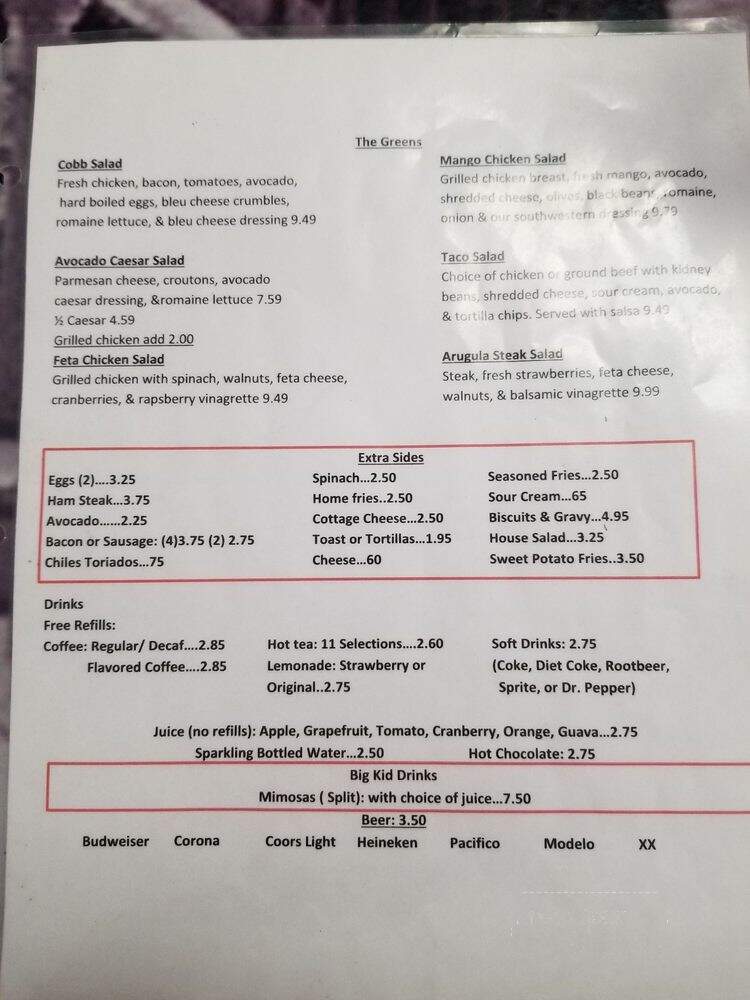 The Greens
Cobb Salad
Fresh chicken, bacon, tomatoes, avocado,
hard boiled eggs, bleu cheese crumbles,
romaine lettuce, & bleu cheese dressing 9.49
Avocado Caesar Salad
Parmesan cheese, croutons, avocado
caesar dressing, &romaine lettuce 7.59
½ Caesar 4.59
Grilled chicken add 2.00
Feta Chicken Salad
Grilled chicken with spinach, walnuts, feta cheese,
cranberries, & rapsberry vinagrette 9.49
Mango Chicken Salad
Grilled chicken breast, fresh mango, avocado,
shredded cheese, olives, black beans, romaine,
onion & our southwestern dressing 9.79
Taco Salad
Choice of chicken or ground beef with kidney
beans, shredded cheese, sour cream, avocado,
& tortilla chips. Served with salsa 9.49
Arugula Steak Salad
Steak, fresh strawberries, feta cheese,
walnuts, & balsamic vinagrette 9.99
Extra Sides
Eggs (2)....3.25
Ham Steak...3.75
Avocado......2.25
Bacon or Sausage: (4)3.75 (2) 2.75
Chiles Toriados...75
Spinach...2.50
Home fries..2.50
Cottage Cheese...2.50
Toast or Tortillas...1.95
Cheese...60
Seasoned Fries...2.50
Sour Cream...65
Biscuits & Gravy...4.95
House Salad...3.25
Sweet Potato Fries..3.50
Drinks
Free Refills:
Coffee: Regular/ Decaf....2.85
Flavored Coffee....2.85
Hot tea: 11 Selections....2.60
Lemonade: Strawberry or
Original..2.75
Soft Drinks: 2.75
(Coke, Diet Coke, Rootbeer,
Sprite, or Dr. Pepper)
Juice (no refills): Apple, Grapefruit, Tomato, Cranberry, Orange, Guava...2.75
Sparkling Bottled Water...2.50 Hot Chocolate: 2.75
Big Kid Drinks
Mimosas ( Split): with choice of juice...7.50
Beer: 3.50
Budweiser Corona Coors Light Heineken Pacifico Modelo XX